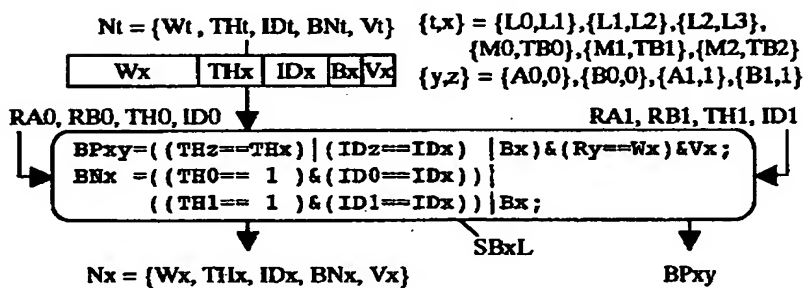 Nt = {Wt , THt, IDt, BNt, Vt}
{t,x} = {L0,L1},{L1,L2},{L2,L3},
{M0,TB0},{M1,TB1},{M2,TB2}
{y,z} = {A0,0},{B0,0},{A1,1},{B1,1}
Wx THx IDx Bx Vx
RA0, RB0, TH0, ID0
RA1, RB1, TH1, ID1
BPxy=((THz==THx)|(IDz==IDx) |Bx)&(Ry==Wx)&Vx;
BNx =((TH0== 1 )&(ID0==IDx))|
((TH1== 1 )&(ID1==IDx))|Bx;
SBxL
Nx = {Wx, THx, IDx, BNx, Vx}
BPxy